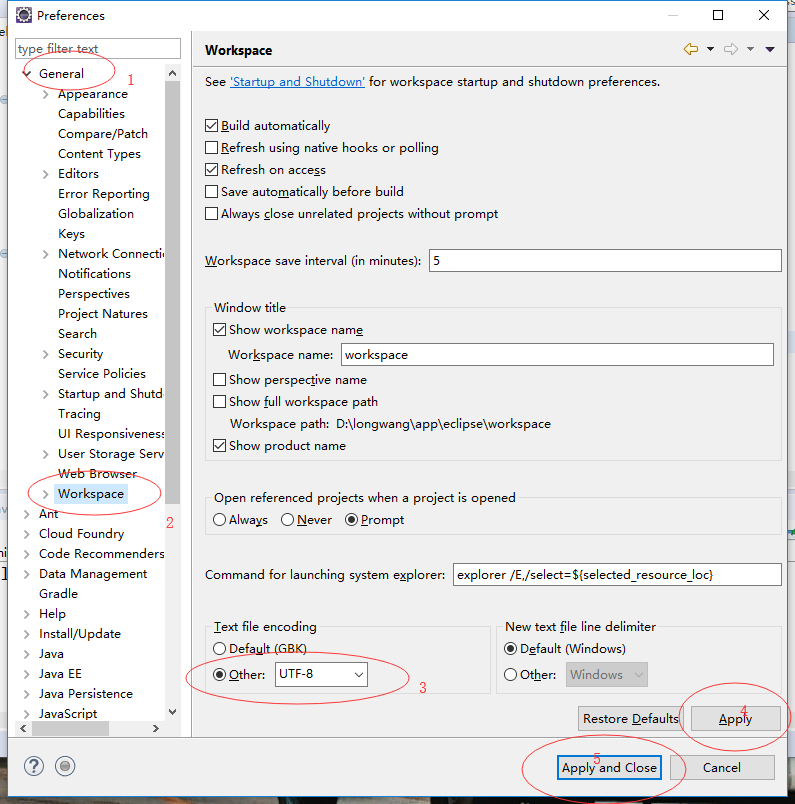 Preferences
type filter text
General
1
Appearance
Capabilities
Compare/Patch
Content Types
Editors
Error Reporting
Globalization
Keys
Network Connecti
Notifications
Perspectives
Project Natures
Search
Security
Service Policies
Startup and Shutd
Tracing
UI Responsiveness
User Storage Serv
Web Browser
Workspace
2
Ant
Cloud Foundry
Code Recommenders
Data Management
Gradle
Help
Install/Update
Java
Java EE
Java Persistence
JavaScript
Workspace
See 'Startup and Shutdown' for workspace startup and shutdown preferences.
Build automatically
Refresh using native hooks or polling
Refresh on access
Save automatically before build
Always close unrelated projects without prompt
Workspace save interval (in minutes): 5
Window title
Show workspace name
Workspace name: workspace
Show perspective name
Show full workspace path
Workspace path: D:\longwang\app\eclipse\workspace
Show product name
Open referenced projects when a project is opened
Always Never Prompt
Command for launching system explorer: explorer /E,/select=${selected_resource_loc}
Text file encoding
Default (GBK)
Other: UTF-8
3
New text file line delimiter
Default (Windows)
Other: Windows
Restore Defaults Apply
4
5
Apply and Close Cancel